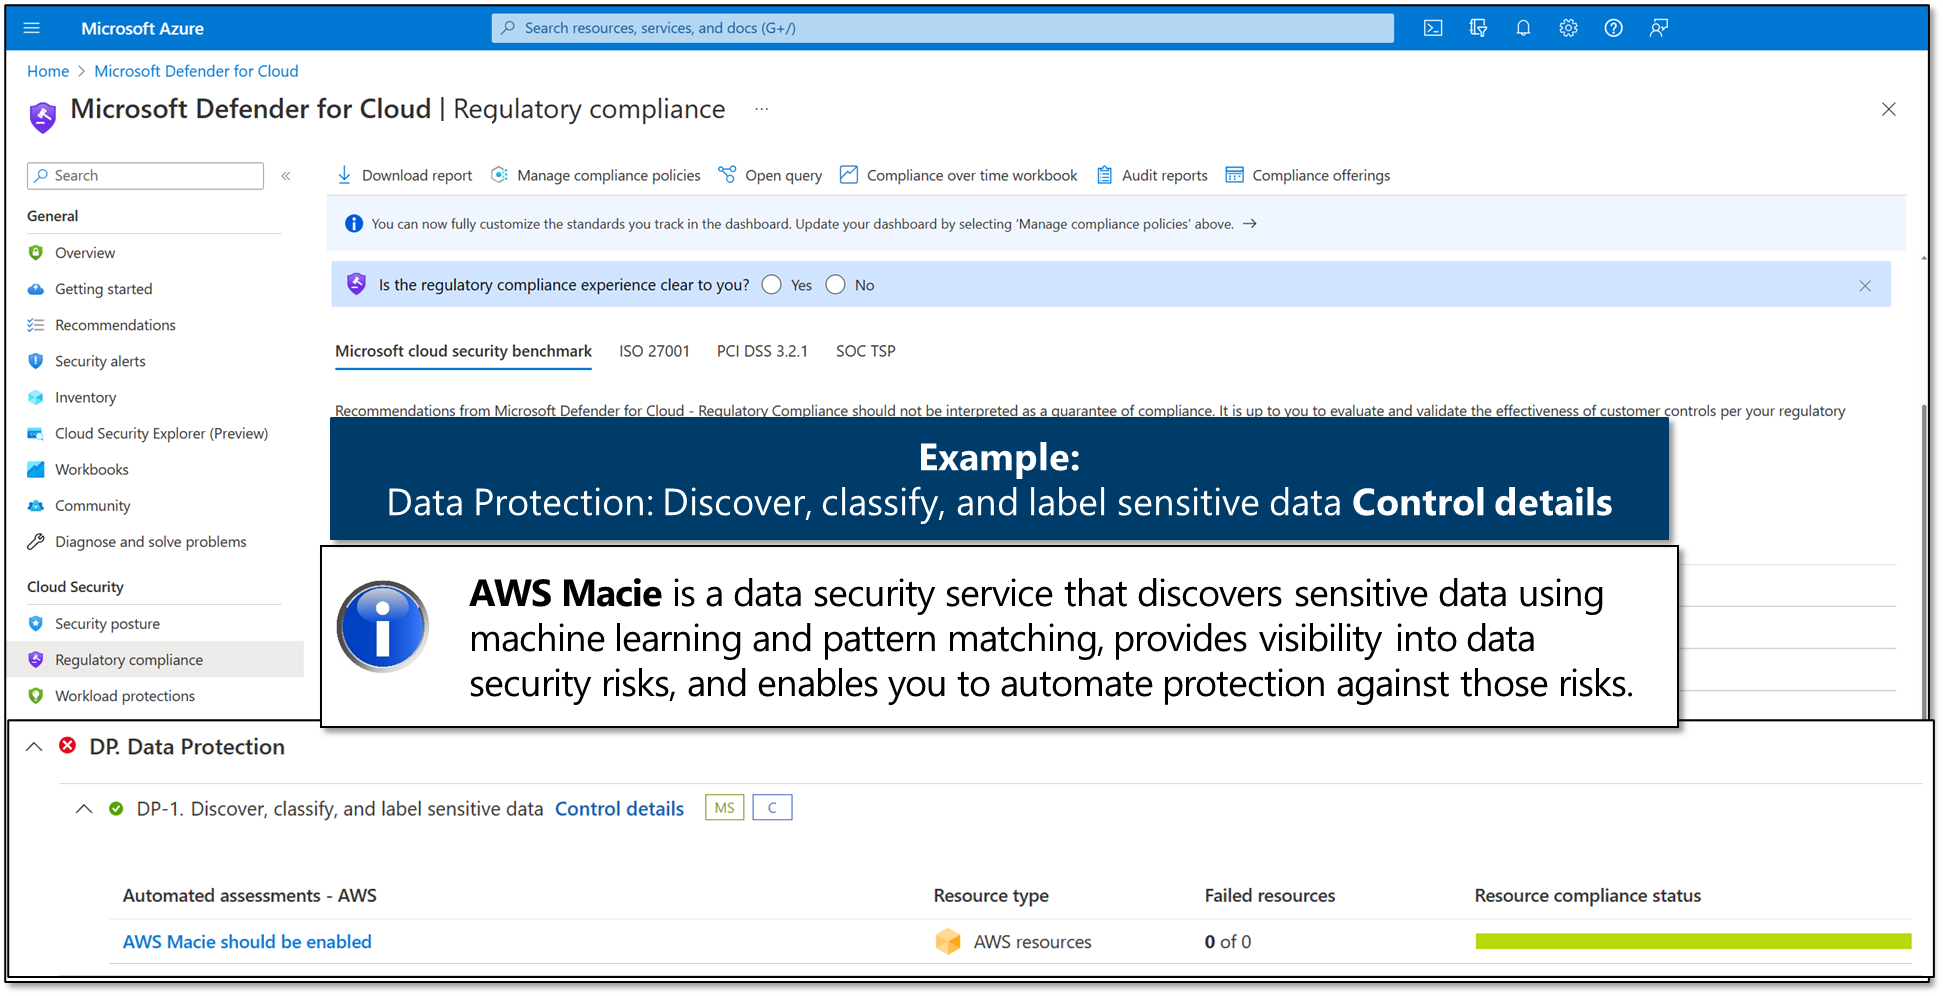 Microsoft Azure
Search resources, services, and docs (G+/)
Home > Microsoft Defender for Cloud
Microsoft Defender for Cloud | Regulatory compliance ...
Search
«
Download report
Manage compliance policies
Open query
Compliance over time workbook
Audit reports
Compliance offerings
General
Overview
Getting started
Recommendations
Security alerts
Inventory
Cloud Security Explorer (Preview)
Workbooks
Community
Diagnose and solve problems
Cloud Security
Security posture
Regulatory compliance
Workload protections
You can now fully customize the standards you track in the dashboard. Update your dashboard by selecting 'Manage compliance policies' above. →
Is the regulatory compliance experience clear to you? Yes No
Microsoft cloud security benchmark
ISO 27001
PCI DSS 3.2.1
SOC TSP
Recommendations from Microsoft Defender for Cloud - Regulatory Compliance should not be interpreted as a guarantee of compliance. It is up to you to evaluate and validate the effectiveness of customer controls per your regulatory
Example:
Data Protection: Discover, classify, and label sensitive data Control details
AWS Macie is a data security service that discovers sensitive data using
machine learning and pattern matching, provides visibility into data
security risks, and enables you to automate protection against those risks.
DP. Data Protection
DP-1. Discover, classify, and label sensitive data Control details MS C
Automated assessments - AWS
Resource type
Failed resources
Resource compliance status
AWS Macie should be enabled
AWS resources
0 of 0